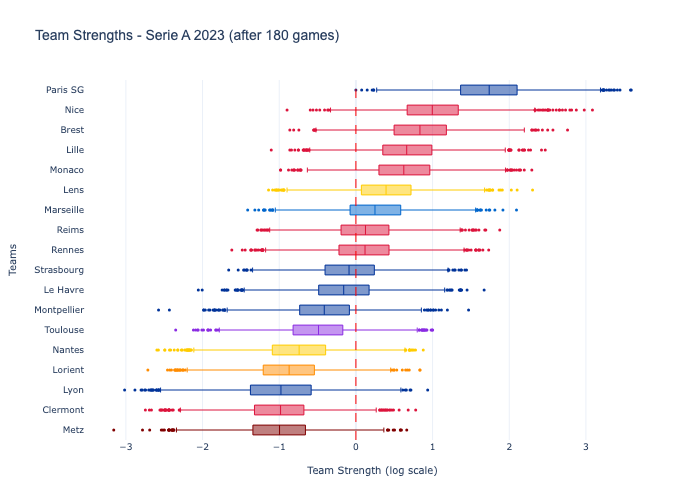 Team Strengths - Serie A 2023 (after 180 games)
Paris SG
Nice
Brest
Lille
Monaco
Lens
Marseille
Reims
Rennes
Strasbourg
Le Havre
Montpellier
Toulouse
Nantes
Lorient
Lyon
Clermont
Metz
Teams
−3 −2 −1 0 1 2 3
Team Strength (log scale)